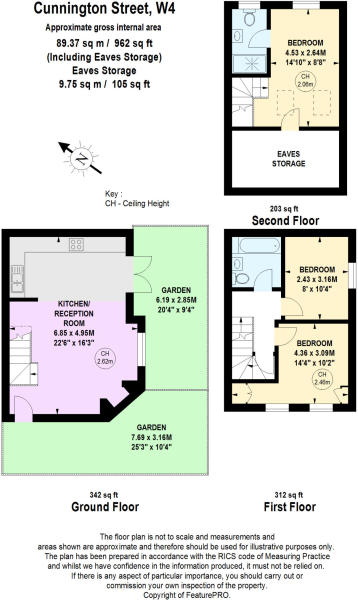 Cunnington Street, W4
Approximate gross internal area
89.37 sq m / 962 sq ft
(Including Eaves Storage)
Eaves Storage
9.75 sq m / 105 sq ft
N
Key :
CH - Ceiling Height
BEDROOM
4.53 x 2.64M
14'10" x 8'8"
CH
2.06m
EAVES
STORAGE
203 sq ft
Second Floor
KITCHEN/
RECEPTION
ROOM
6.85 x 4.95M
22'6" x 16'3"
CH
2.62m
GARDEN
6.19 x 2.85M
20'4" x 9'4"
GARDEN
7.69 x 3.16M
25'3" x 10'4"
342 sq ft
Ground Floor
BEDROOM
2.43 x 3.16M
8' x 10'4"
BEDROOM
4.36 x 3.09M
14'4" x 10'2"
CH
2.46m
312 sq ft
First Floor
The floor plan is not to scale and measurements and
areas shown are approximate and therefore should be used for illustrative purposes only.
The plan has been prepared in accordance with the RICS code of Measuring Practice
and whilst we have confidence in the information produced, it must not be relied on.
If there is any aspect of particular importance, you should carry out or
commission your own inspection of the property.
Copyright of FeaturePRO.